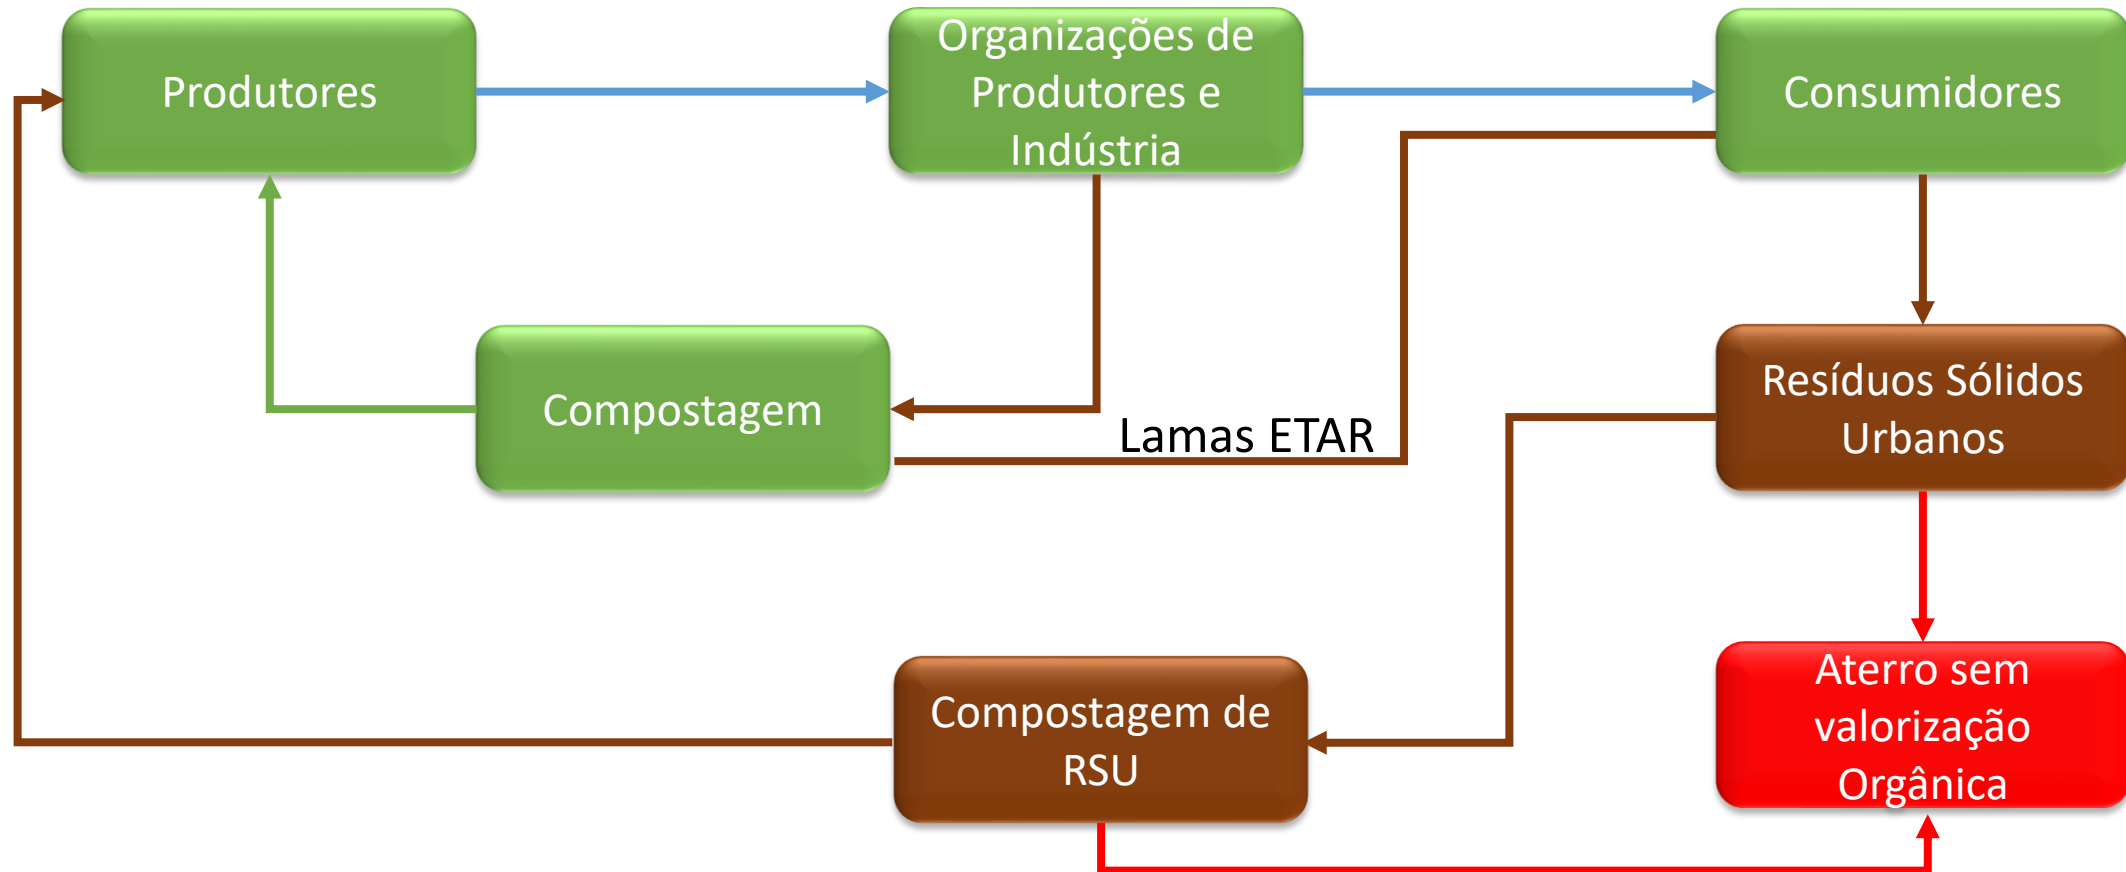 Produtores
Organizações de
Produtores e
Indústria
Consumidores
Compostagem
Lamas ETAR
Resíduos Sólidos
Urbanos
Compostagem de
RSU
Aterro sem
valorização
Orgânica